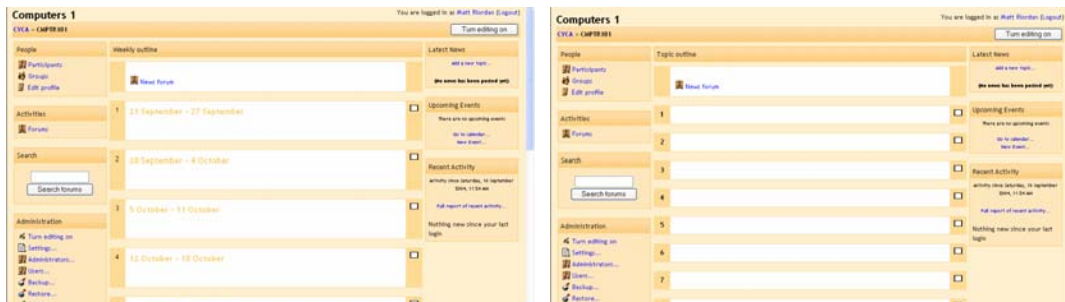 Computers 1
You are logged in as Matt Riordan (Logout)
CVCA » CMPTR101
Turn editing on
People
Participants
Groups
Edit profile
Activities
Forums
Search
Search forums
Administration
Turn editing on
Settings...
Administrators...
Users...
Backup...
Restore...
Weekly outline
News forum
1
21 September - 27 September
2
28 September - 4 October
3
5 October - 11 October
4
12 October - 18 October
Latest News
Add a new topic...
(No news has been posted yet)
Upcoming Events
There are no upcoming events
Go to calendar...
New Event...
Recent Activity
Activity since Saturday, 18 September
2004, 11:54 AM
Full report of recent activity...
Nothing new since your last
login
Computers 1
You are logged in as Matt Riordan (Logout)
CVCA » CMPTR101
Turn editing on
People
Participants
Groups
Edit profile
Activities
Forums
Search
Search forums
Administration
Turn editing on
Settings...
Administrators...
Users...
Backup...
Restore...
Topic outline
News forum
1
2
3
4
5
6
7
Latest News
Add a new topic...
(No news has been posted yet)
Upcoming Events
There are no upcoming events
Go to calendar...
New Event...
Recent Activity
Activity since Saturday, 18 September
2004, 11:54 AM
Full report of recent activity...
Nothing new since your last
login